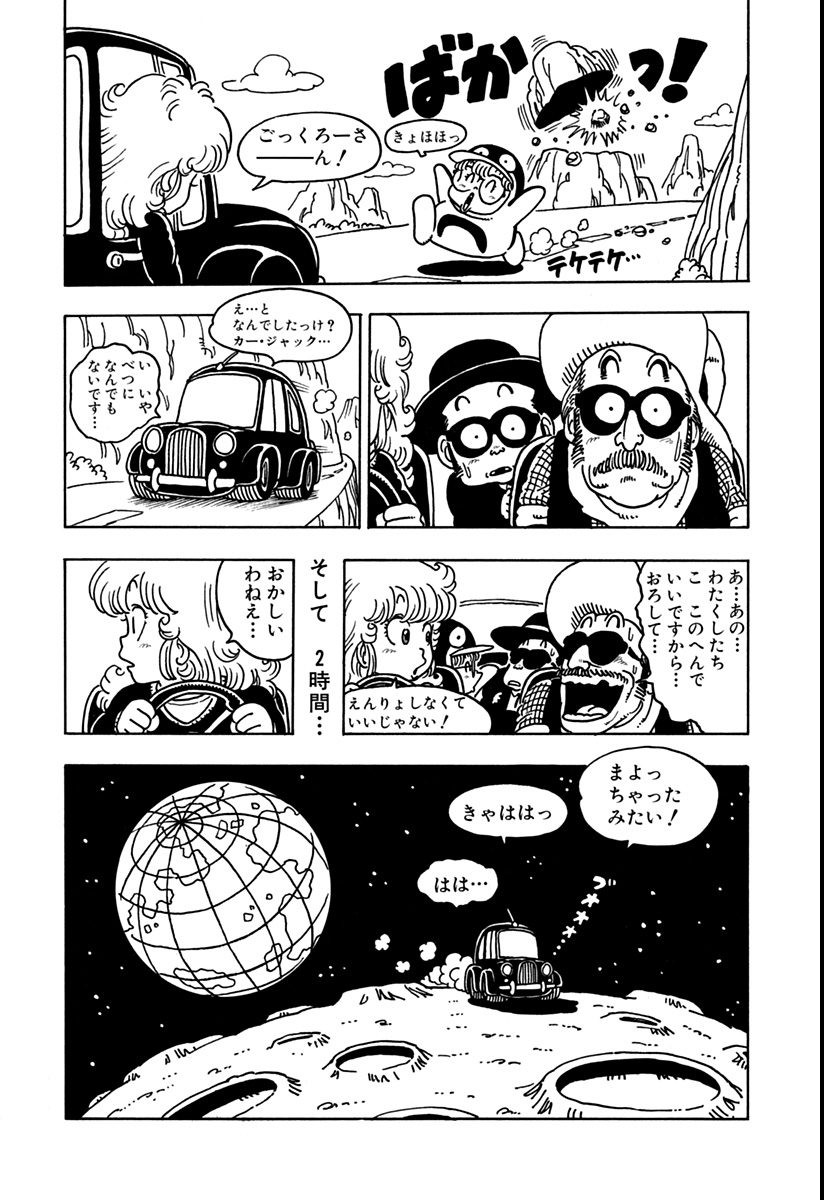 ばかっ!
きょほほっ
ごっくろーさ
――ん!
テケテケ…
え…と
なんでしたっけ?
カー・ジャック…
い いや
べつに
なんでも
ないです…
あ…あの…
わたくしたち
こ このへんで
いいですから…
おろして…
えんりょしなくて
いいじゃない!
そして 2時間…
おかしい
わねえ…
まよっ
ちゃった
みたい!
きゃははっ
はは…